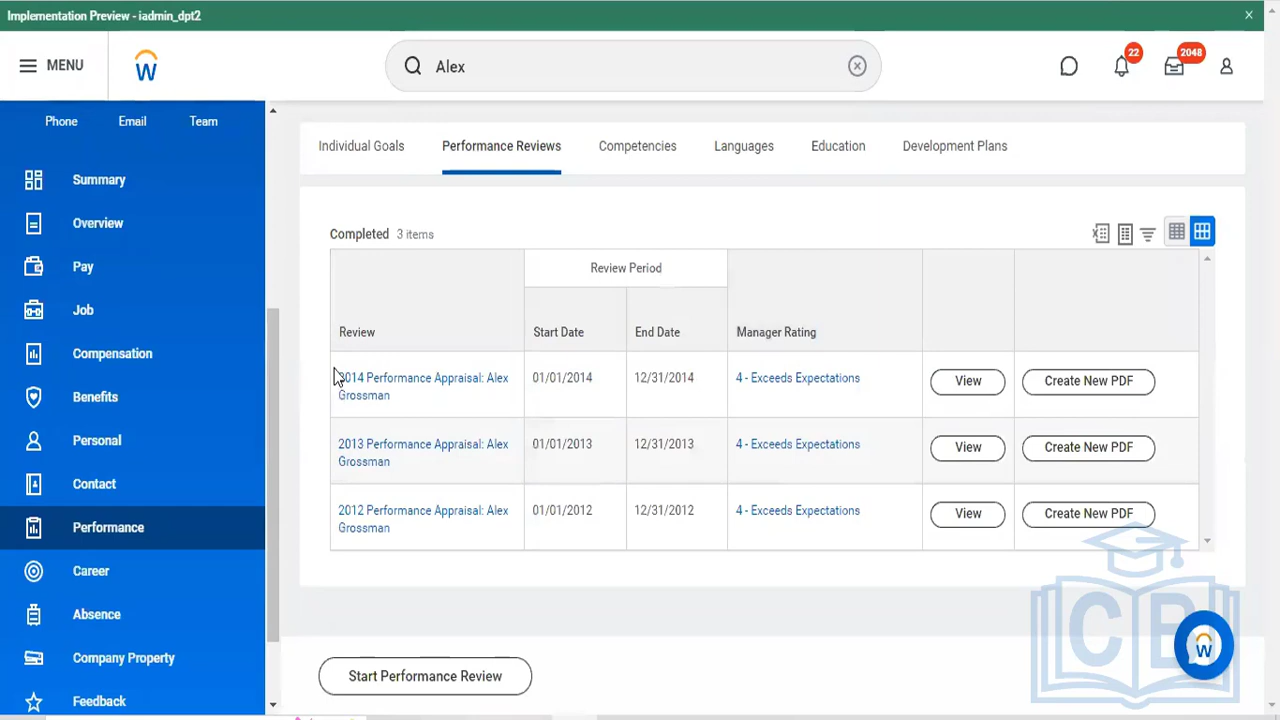 Implementation Preview - iadmin_dpt2
MENU
Alex
22
2048
Phone Email Team
Summary
Overview
Pay
Job
Compensation
Benefits
Personal
Contact
Performance
Career
Absence
Company Property
Feedback
Individual Goals Performance Reviews Competencies Languages Education Development Plans
Completed 3 items
Review Period
Review Start Date End Date Manager Rating
2014 Performance Appraisal: Alex Grossman 01/01/2014 12/31/2014 4 - Exceeds Expectations View Create New PDF
2013 Performance Appraisal: Alex Grossman 01/01/2013 12/31/2013 4 - Exceeds Expectations View Create New PDF
2012 Performance Appraisal: Alex Grossman 01/01/2012 12/31/2012 4 - Exceeds Expectations View Create New PDF
Start Performance Review
CB